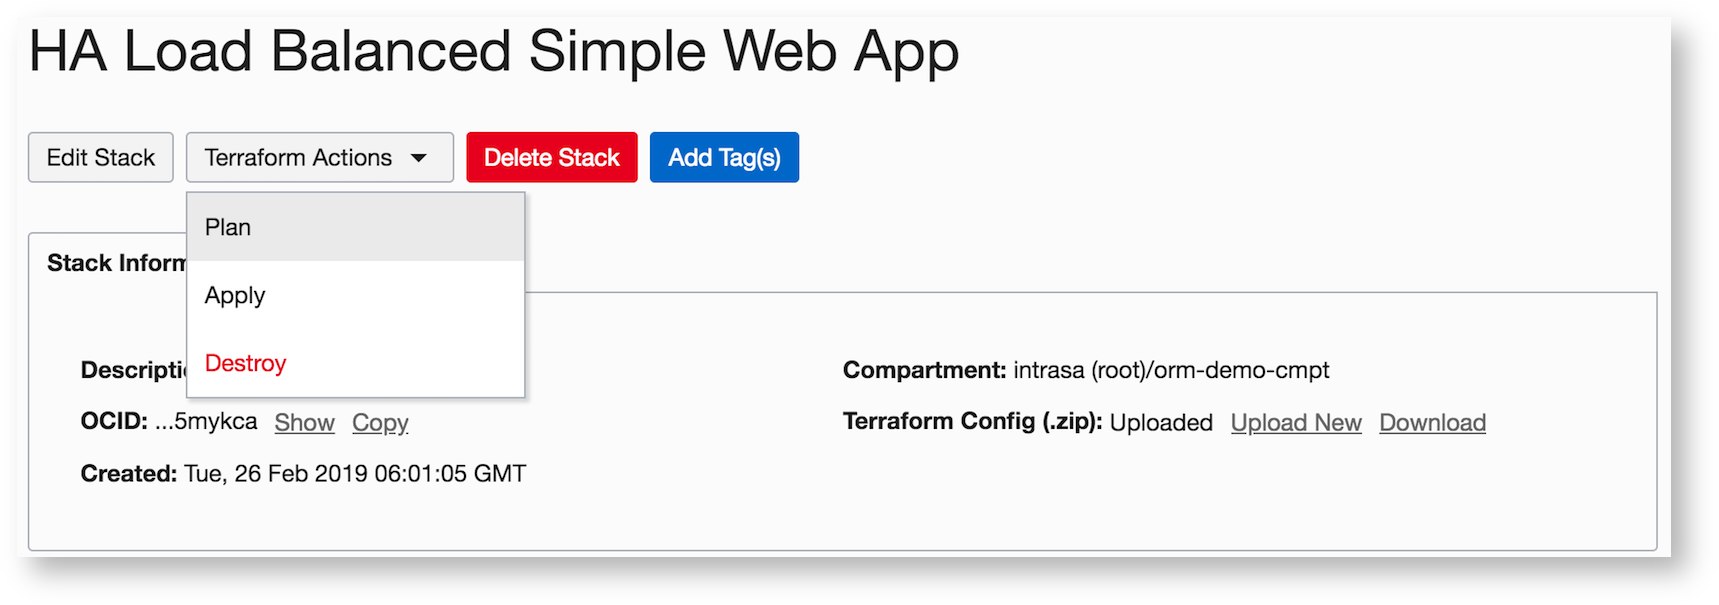 HA Load Balanced Simple Web App
Edit Stack Terraform Actions Delete Stack Add Tag(s)
Plan
Apply
Destroy
Stack
OCID: ...5mykca Show Copy
Created: Tue, 26 Feb 2019 06:01:05 GMT
Compartment: intrasa (root)/orm-demo-cmpt
Terraform Config (.zip): Uploaded Upload New Download